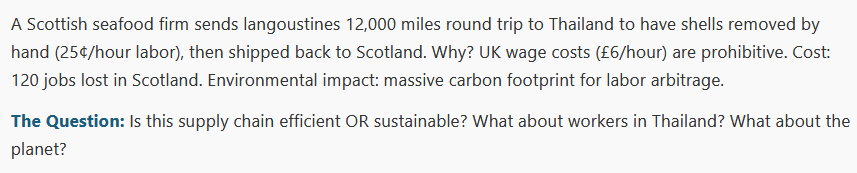 A Scottish seafood firm sends langoustines 12,000 miles round trip to Thailand to have shells removed by
hand (25¢/hour labor), then shipped back to Scotland. Why? UK wage costs (£6/hour) are prohibitive. Cost:
120 jobs lost in Scotland. Environmental impact: massive carbon footprint for labor arbitrage.
The Question: Is this supply chain efficient OR sustainable? What about workers in Thailand? What about the
planet?